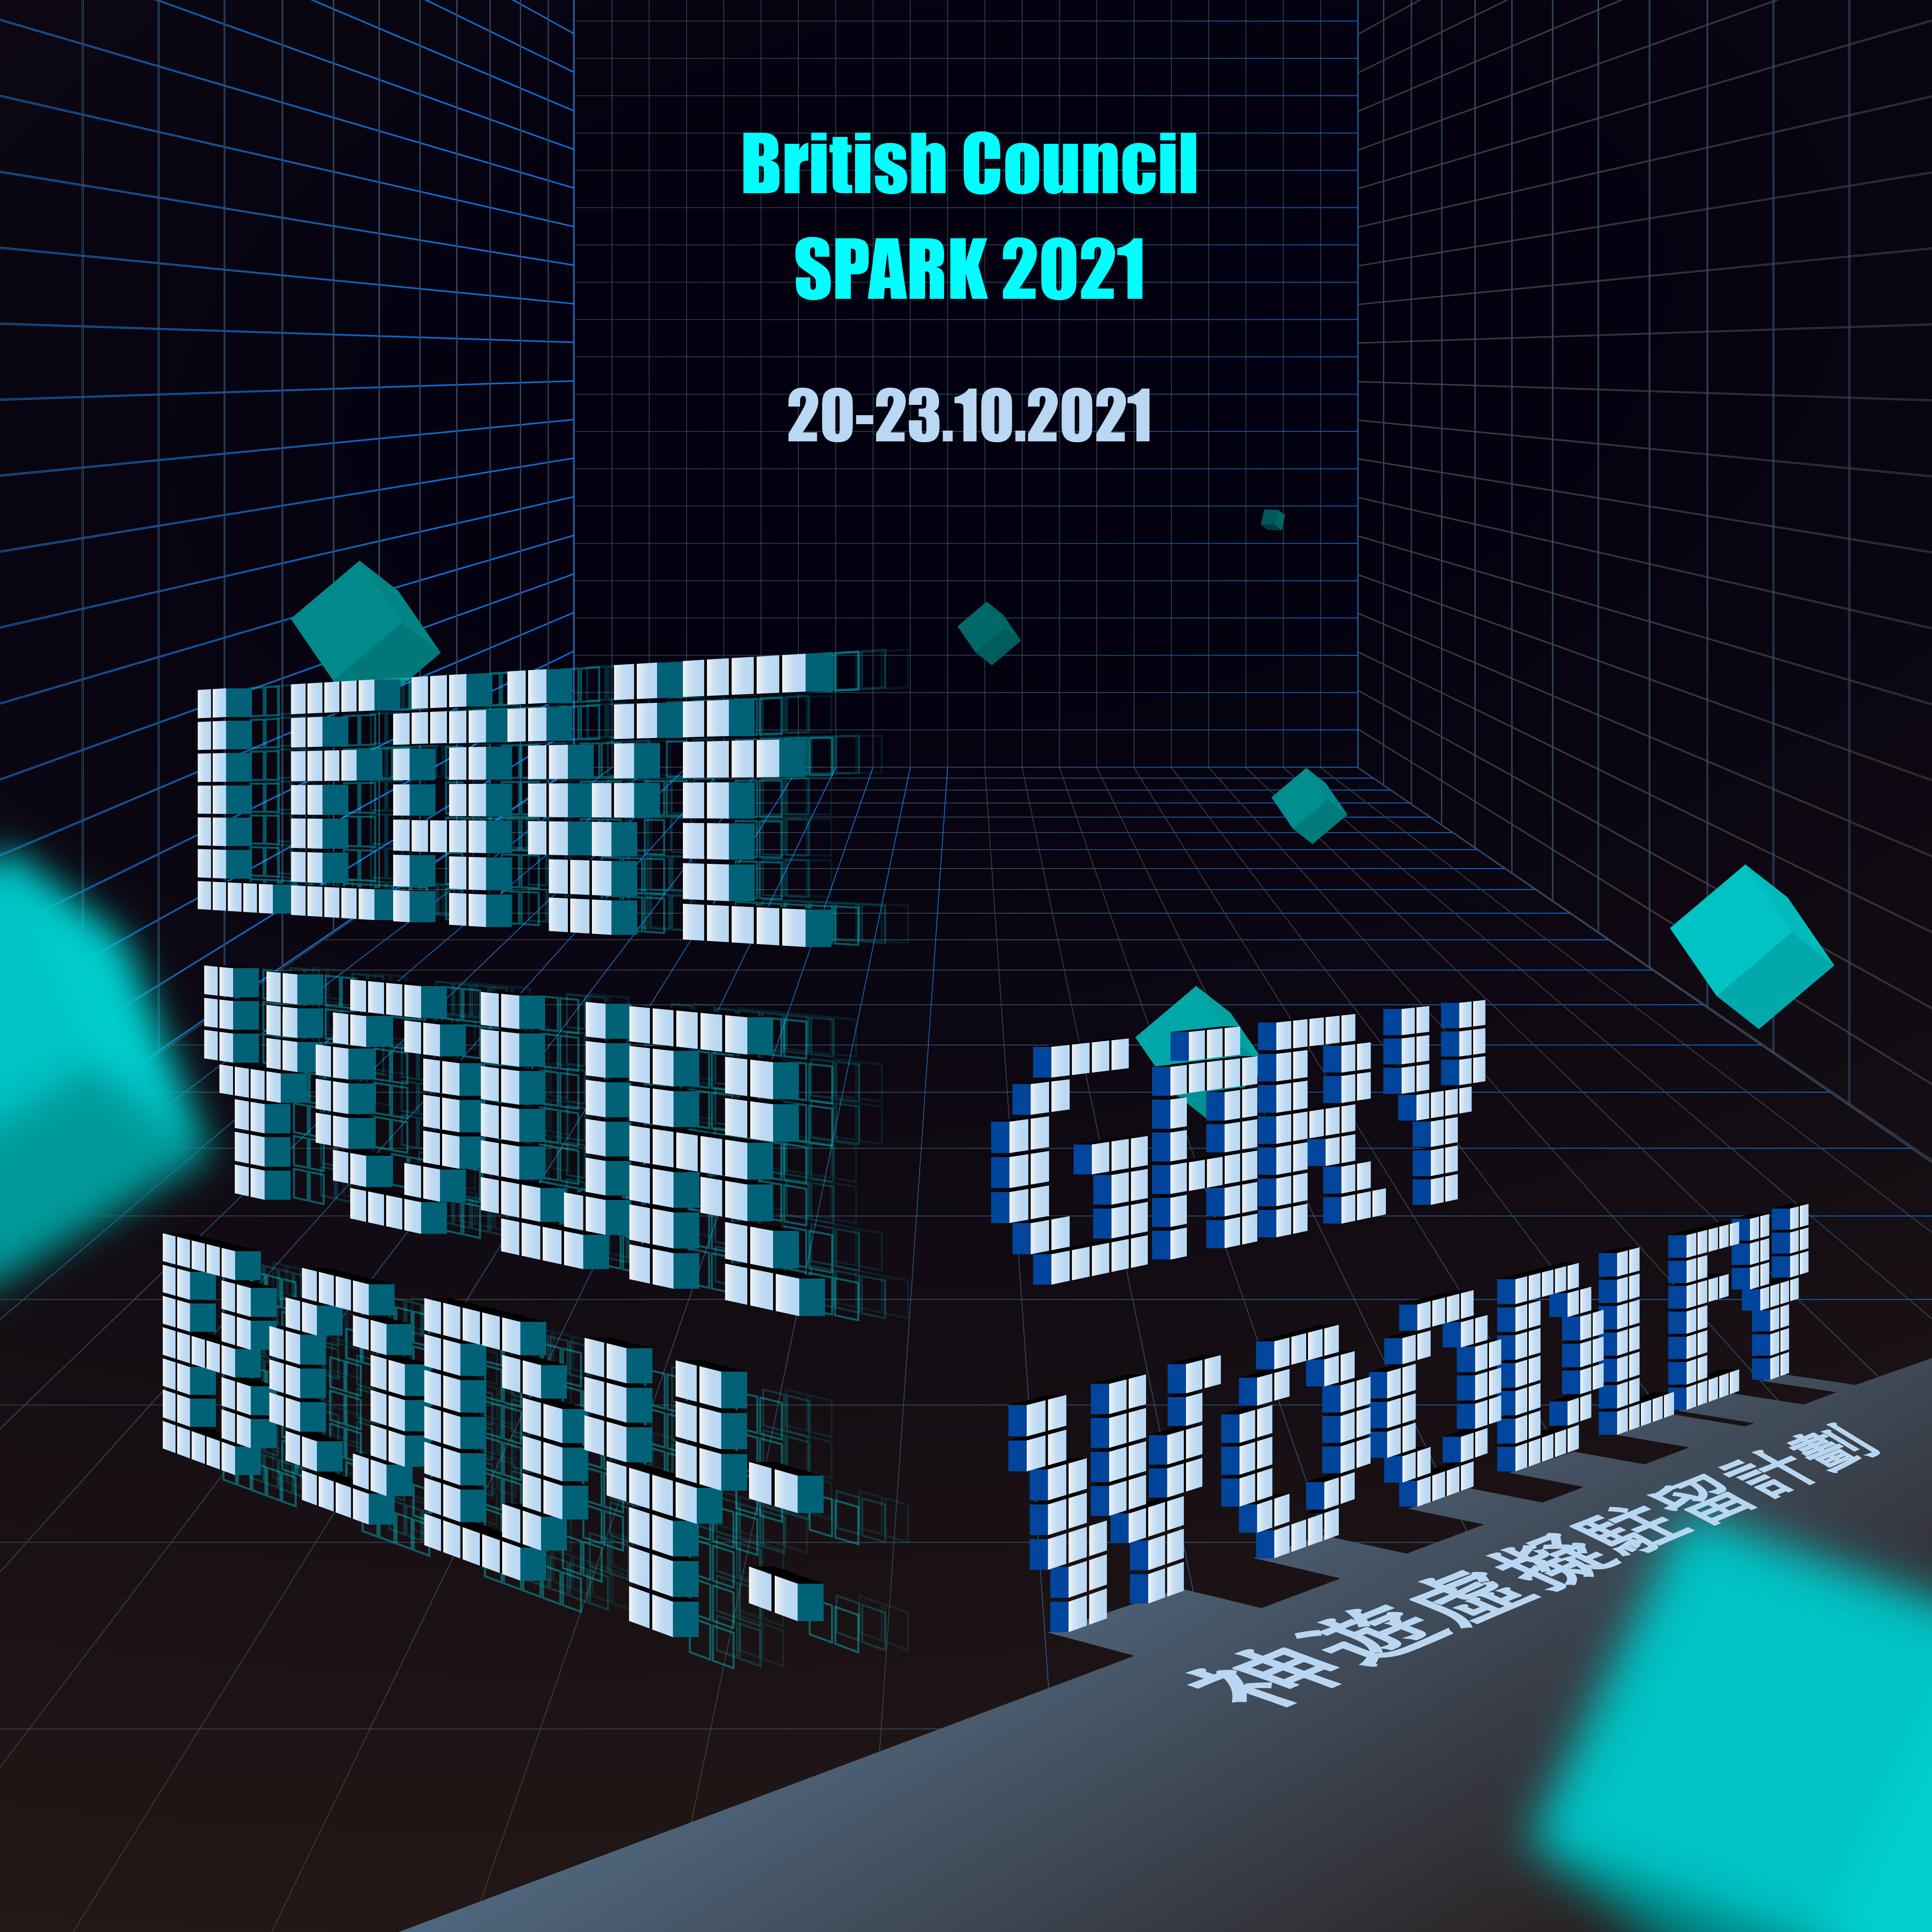 British Council
SPARK 2021
20-23.10.2021
LEAVE
YOUR
BODY:
GARY
WOODLEY
神遊虛擬駐留計劃